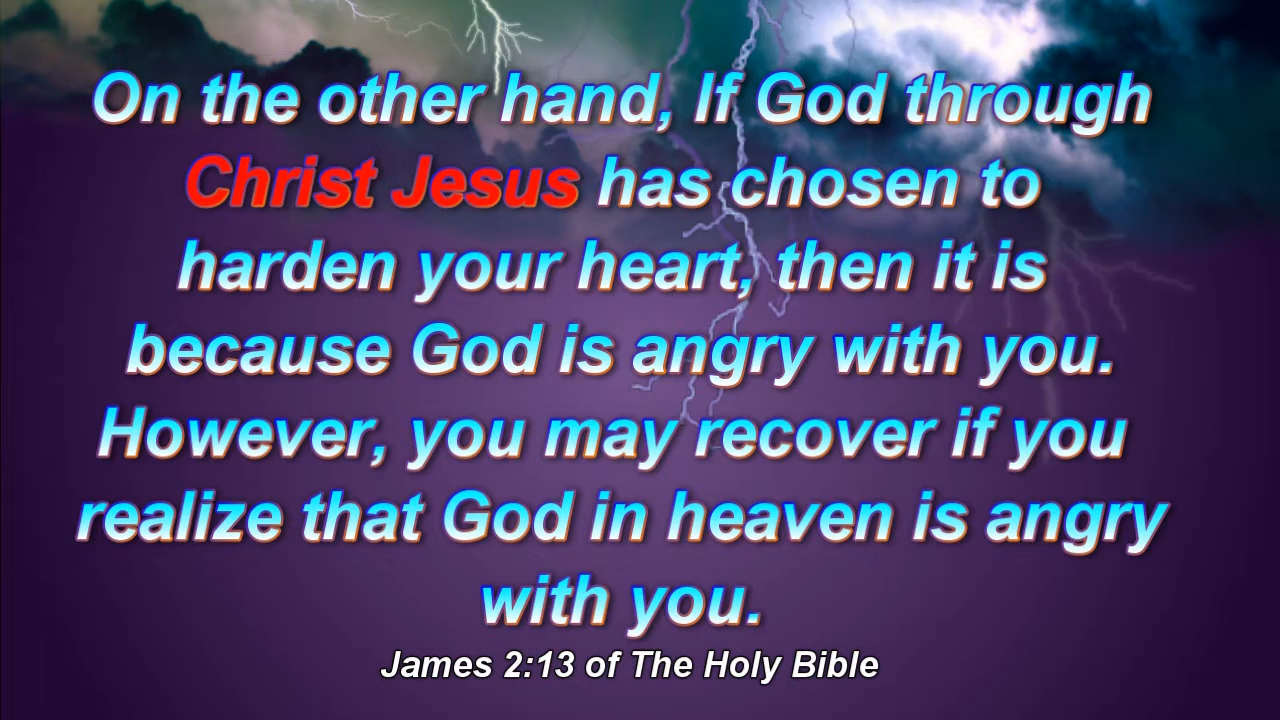 On the other hand, If God through
Christ Jesus has chosen to
harden your heart, then it is
because God is angry with you.
However, you may recover if you
realize that God in heaven is angry
with you.
James 2:13 of The Holy Bible